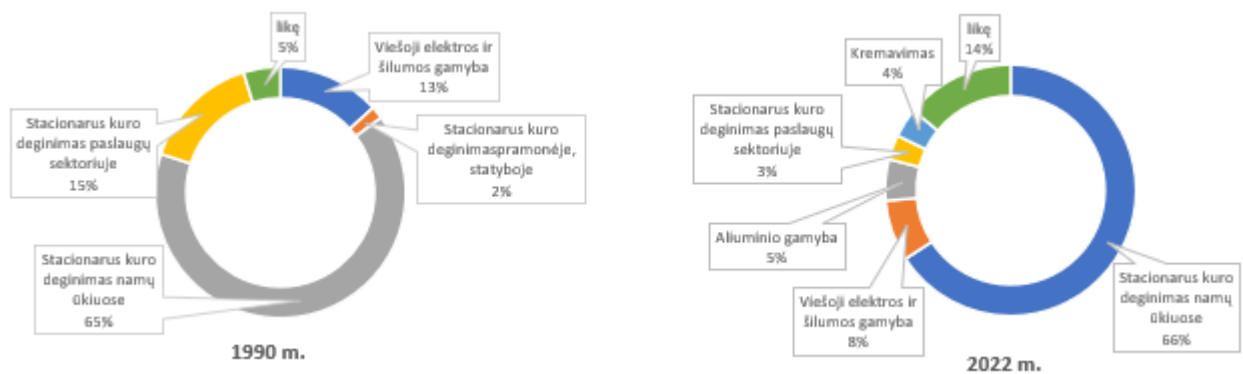 likę
5%
Viešoji elektros ir
šilumos gamyba
13%
Stacionarus kuro
deginimaspramonėje,
statyboje
2%
Stacionarus kuro
deginimas paslaugų
sektoriuje
15%
Stacionarus kuro
deginimas namų
ūkiuose
65%
1990 m.
likę
14%
Kremavimas
4%
Stacionarus kuro
deginimas paslaugų
sektoriuje
3%
Aliuminio gamyba
5%
Viešoji elektros ir
šilumos gamyba
8%
Stacionarus kuro
deginimas namų
ūkiuose
66%
2022 m.